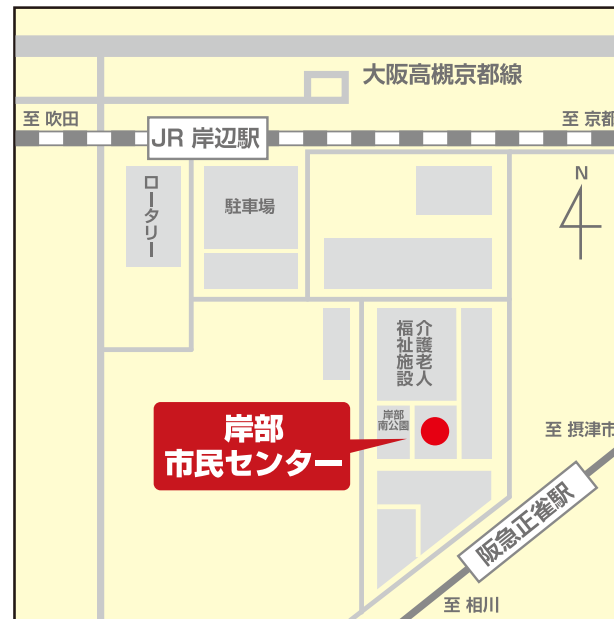 大阪高槻京都線
至 吹田
至 京都
JR 岸辺駅
N
ロータリー
駐車場
介護老人
福祉施設
岸部
南公園
岸部
市民センター
至 摂津市
阪急正雀駅
至 相川